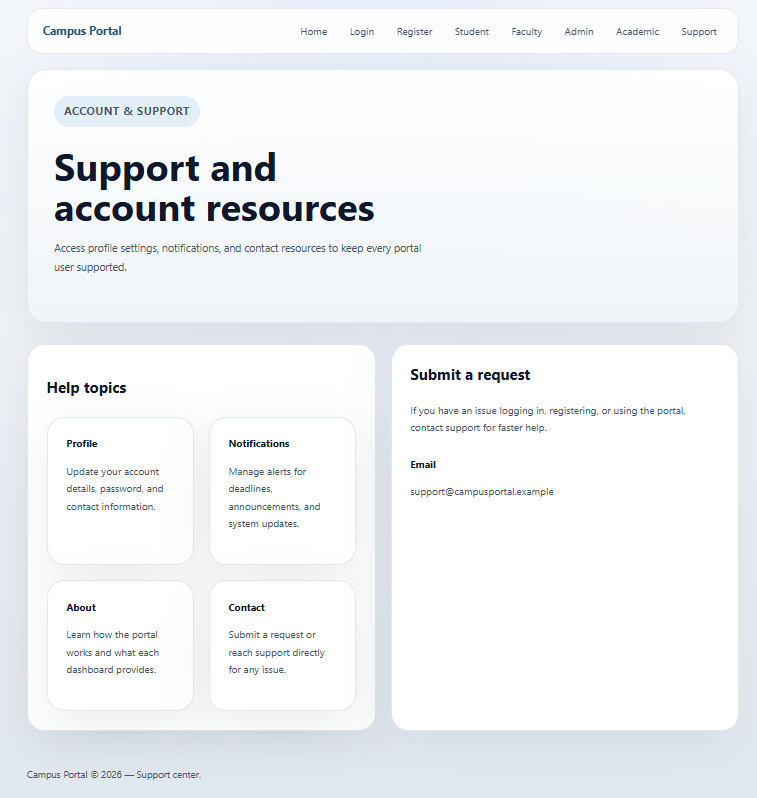 Campus Portal
Home Login Register Student Faculty Admin Academic Support
ACCOUNT & SUPPORT
Support and
account resources
Access profile settings, notifications, and contact resources to keep every portal
user supported.
Help topics
Profile
Update your account
details, password, and
contact information.
Notifications
Manage alerts for
deadlines,
announcements, and
system updates.
About
Learn how the portal
works and what each
dashboard provides.
Contact
Submit a request or
reach support directly
for any issue.
Submit a request
If you have an issue logging in, registering, or using the portal,
contact support for faster help.
Email
support@campusportal.example
Campus Portal © 2026 — Support center.